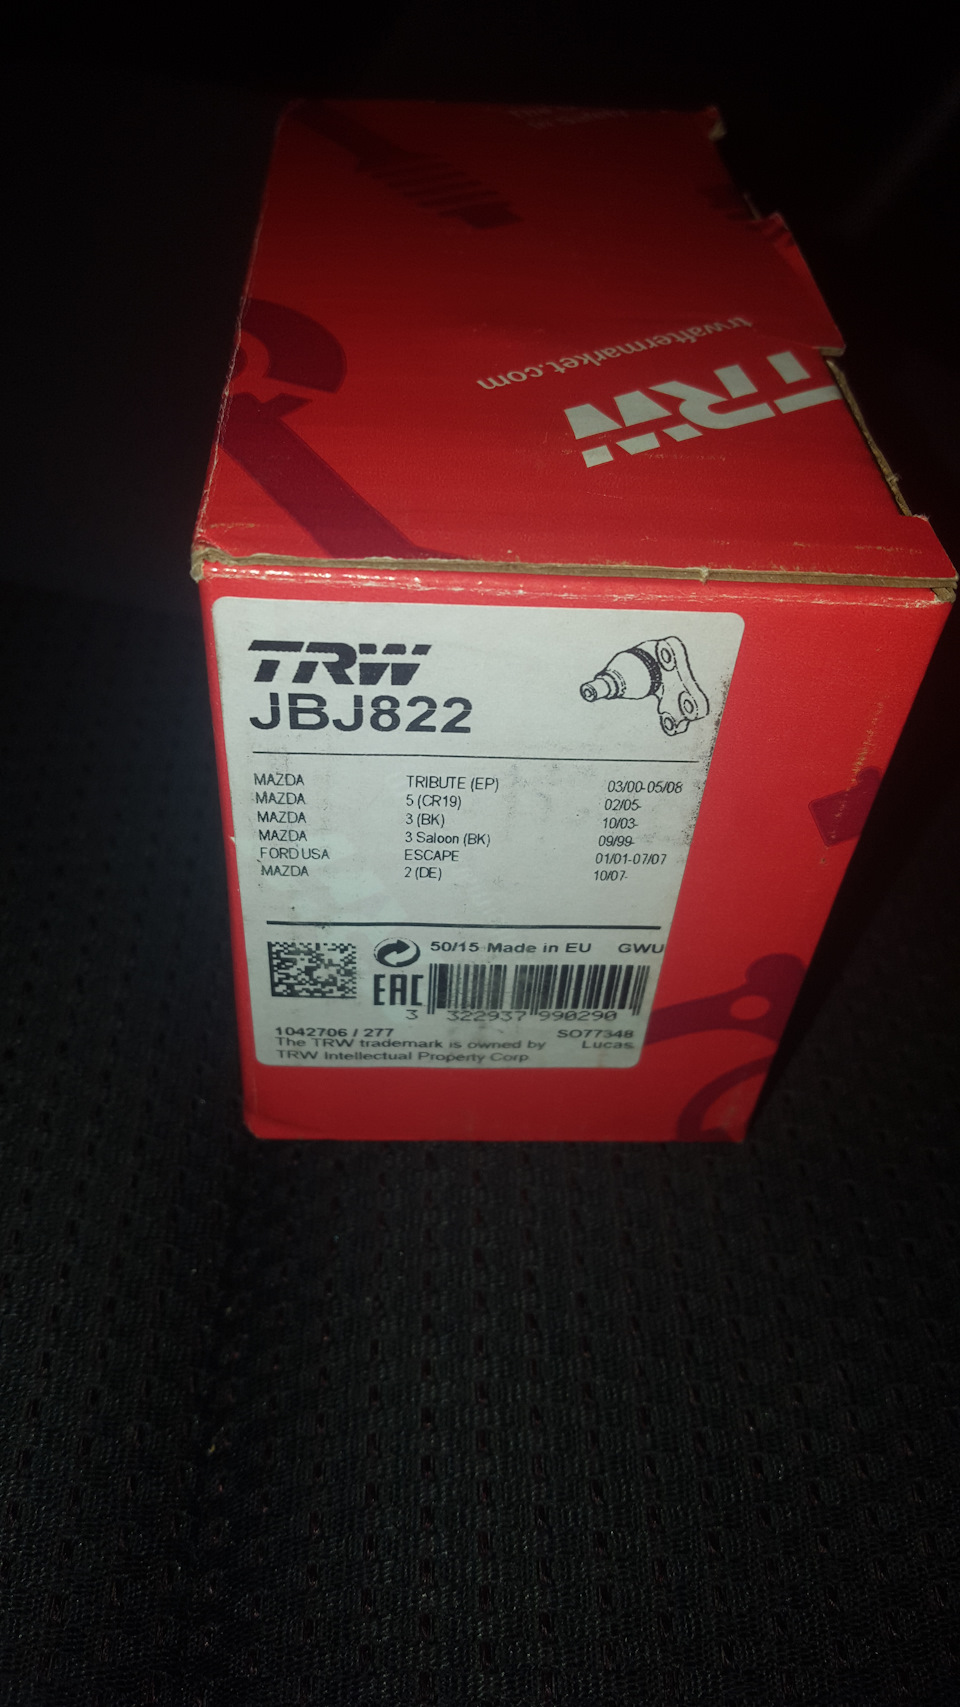 trwaftermarket.com
TRW
TRW
JBJ822
MAZDA TRIBUTE (EP) 03/00-05/08
MAZDA 5 (CR19) 02/05-
MAZDA 3 (BK) 10/03-
MAZDA 3 Saloon (BK) 09/99-
FORD USA ESCAPE 01/01-07/07
MAZDA 2 (DE) 10/07-
50/15 Made in EU GWU
EAC
3 322937 990290
1042706 / 277 SO77348
The TRW trademark is owned by Lucas
TRW Intellectual Property Corp